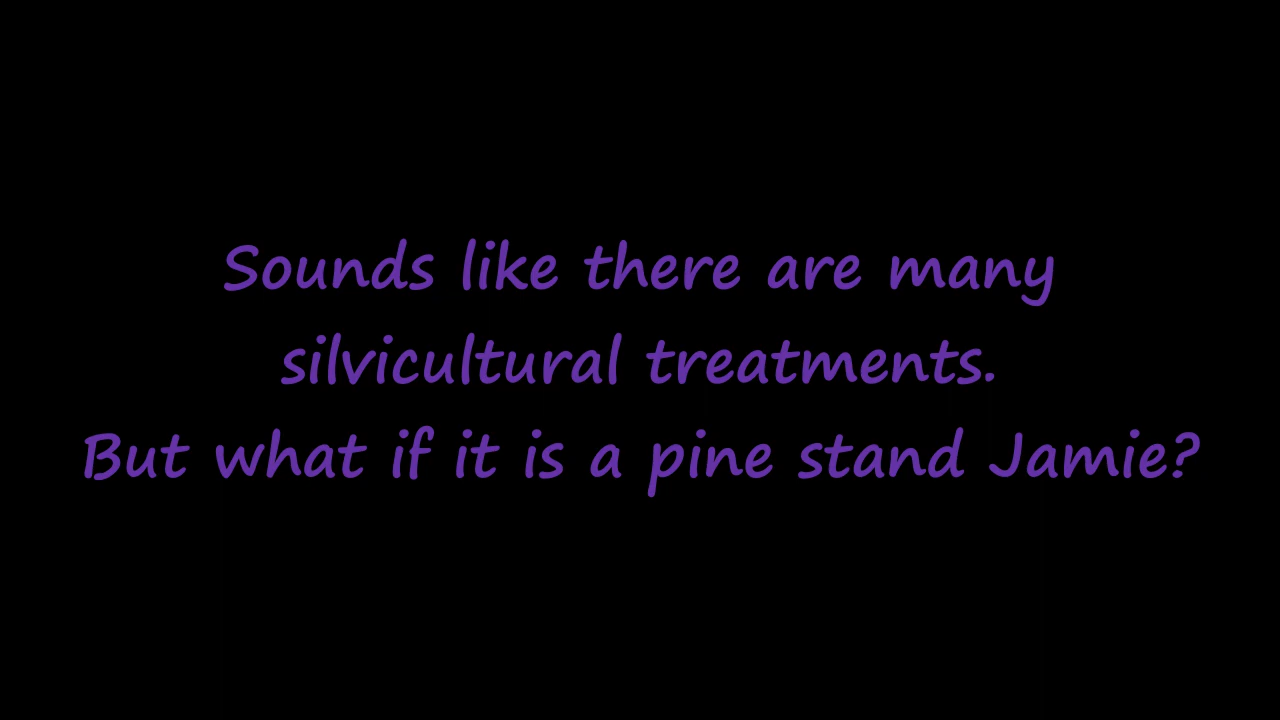 Sounds like there are many
silvicultural treatments.
But what if it is a pine stand Jamie?